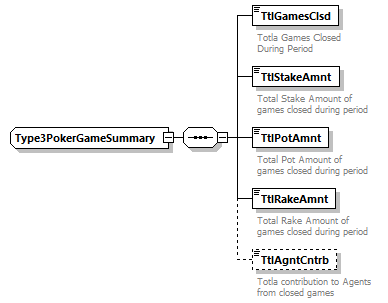 TtlGamesClsd
Totla Games Closed
During Period
TtlStakeAmnt
Total Stake Amount of
games closed during period
Type3PokerGameSummary
TtlPotAmnt
Total Pot Amount of
games closed during period
TtlRakeAmnt
Total Rake Amount of
games closed during period
TtlAgntCntrb
Totla contribution to Agents
from closed games